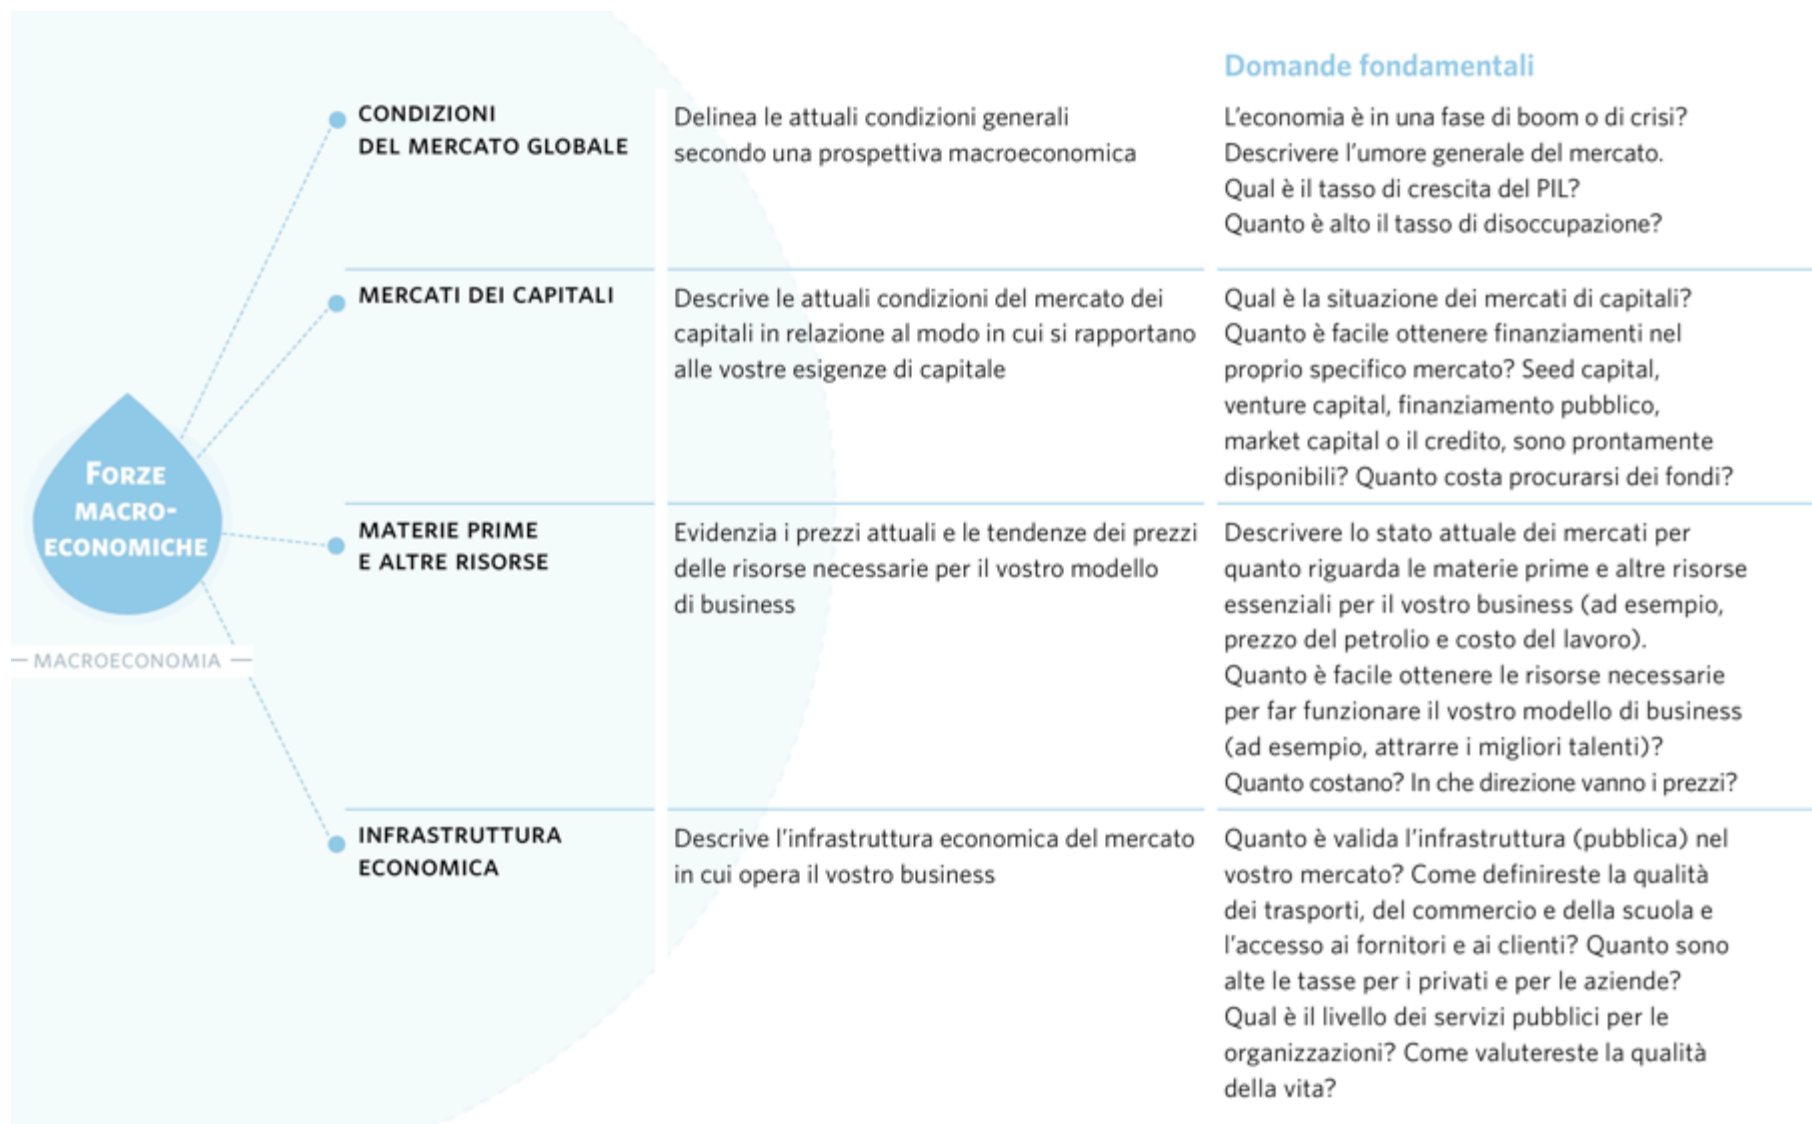 Domande fondamentali
CONDIZIONI
DEL MERCATO GLOBALE
Delinea le attuali condizioni generali
secondo una prospettiva macroeconomica
L'economia è in una fase di boom o di crisi?
Descrivere l'umore generale del mercato.
Qual è il tasso di crescita del PIL?
Quanto è alto il tasso di disoccupazione?
MERCATI DEI CAPITALI
Descrive le attuali condizioni del mercato dei
capitali in relazione al modo in cui si rapportano
alle vostre esigenze di capitale
Qual è la situazione dei mercati di capitali?
Quanto è facile ottenere finanziamenti nel
proprio specifico mercato? Seed capital,
venture capital, finanziamento pubblico,
market capital o il credito, sono prontamente
disponibili? Quanto costa procurarsi dei fondi?
FORZE
MACRO-
ECONOMICHE
MACROECONOMIA
MATERIE PRIME
E ALTRE RISORSE
Evidenzia i prezzi attuali e le tendenze dei prezzi
delle risorse necessarie per il vostro modello
di business
Descrivere lo stato attuale dei mercati per
quanto riguarda le materie prime e altre risorse
essenziali per il vostro business (ad esempio,
prezzo del petrolio e costo del lavoro).
Quanto è facile ottenere le risorse necessarie
per far funzionare il vostro modello di business
(ad esempio, attrarre i migliori talenti)?
Quanto costano? In che direzione vanno i prezzi?
INFRASTRUTTURA
ECONOMICA
Descrive l'infrastruttura economica del mercato
in cui opera il vostro business
Quanto è valida l'infrastruttura (pubblica) nel
vostro mercato? Come definireste la qualità
dei trasporti, del commercio e della scuola e
l'accesso ai fornitori e ai clienti? Quanto sono
alte le tasse per i privati e per le aziende?
Qual è il livello dei servizi pubblici per le
organizzazioni? Come valutereste la qualità
della vita?